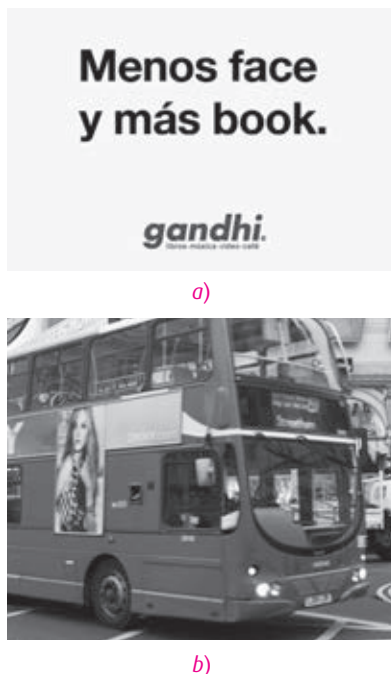 Menos face
y más book.
gandhi.
libros·música·video·café
a)
b)